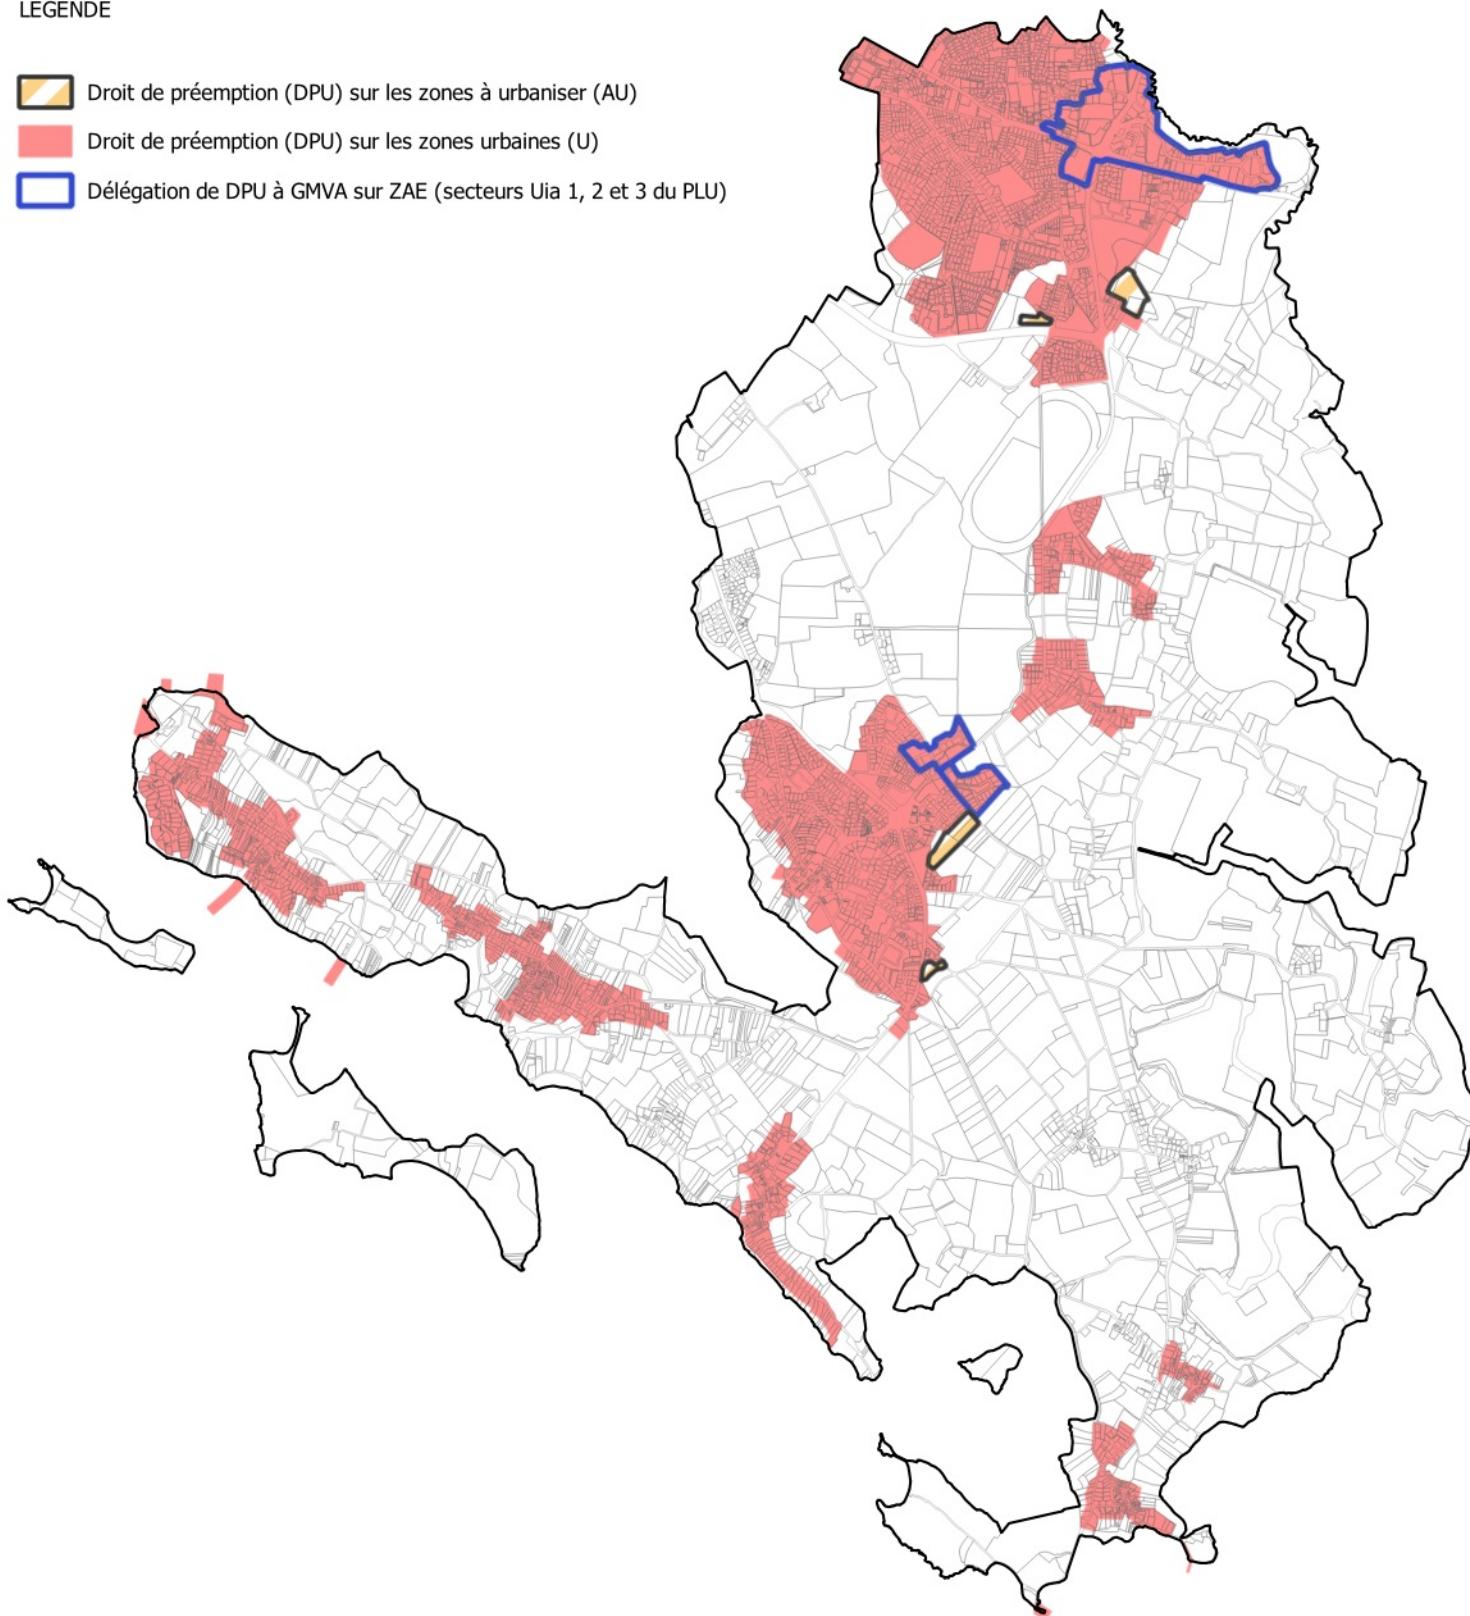 LEGENDE
Droit de préemption (DPU) sur les zones à urbaniser (AU)
Droit de préemption (DPU) sur les zones urbaines (U)
Délégation de DPU à GMVA sur ZAE (secteurs Uia 1, 2 et 3 du PLU)